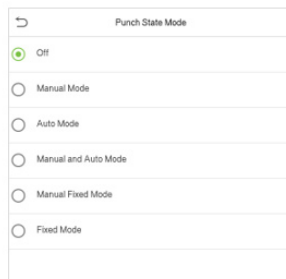 Punch State Mode
Off
Manual Mode
Auto Mode
Manual and Auto Mode
Manual Fixed Mode
Fixed Mode